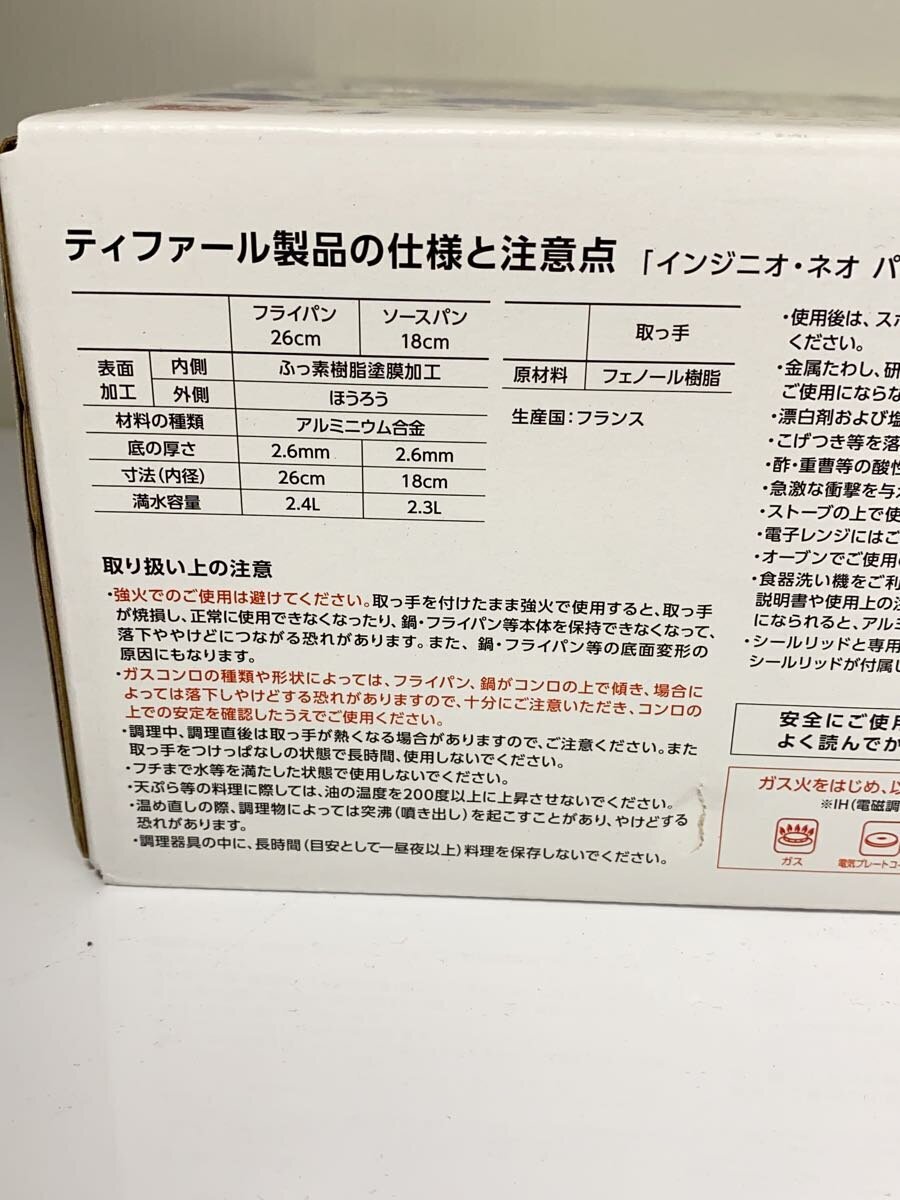 ティファール製品の仕様と注意点 「インジニオ・ネオ パ
フライパン 26cm ソースパン 18cm
表面加工 内側 ふっ素樹脂塗膜加工
外側 ほうろう
材料の種類 アルミニウム合金
底の厚さ 2.6mm 2.6mm
寸法(内径) 26cm 18cm
満水容量 2.4L 2.3L
取っ手
原材料 フェノール樹脂
生産国:フランス
取り扱い上の注意
・強火でのご使用は避けてください。取っ手を付けたまま強火で使用すると、取っ手
が焼損し、正常に使用できなくなったり、鍋・フライパン等本体を保持できなくなって、
落下ややけどにつながる恐れがあります。また、鍋・フライパン等の底面変形の
原因にもなります。
・ガスコンロの種類や形状によっては、フライパン、鍋がコンロの上で傾き、場合に
よっては落下しやけどする恐れがありますので、十分にご注意いただき、コンロの
上での安定を確認したうえでご使用ください。
・調理中、調理直後は取っ手が熱くなる場合がありますので、ご注意ください。また
取っ手をつけっぱなしの状態で長時間、使用しないでください。
・フチまで水等を満たした状態で使用しないでください。
・天ぷら等の料理に際しては、油の温度を200度以上に上昇させないでください。
・温め直しの際、調理物によっては突沸(噴き出し)を起こすことがあり、やけどする
恐れがあります。
・調理器具の中に、長時間(目安として一昼夜以上)料理を保存しないでください。
・使用後は、スポ
ください。
・金属たわし、研
ご使用にならな
・漂白剤および塩
・こげつき等を落
・酢・重曹等の酸性
・急激な衝撃を与え
・ストーブの上で使
・電子レンジにはご
・オーブンでご使用
・食器洗い機をご利
説明書や使用上の注
になられると、アルミ
・シールリッドと専用
シールリッドが付属し
安全にご使用
よく読んでか
ガス火をはじめ、以
※IH(電磁調
ガス
電気プレートコー